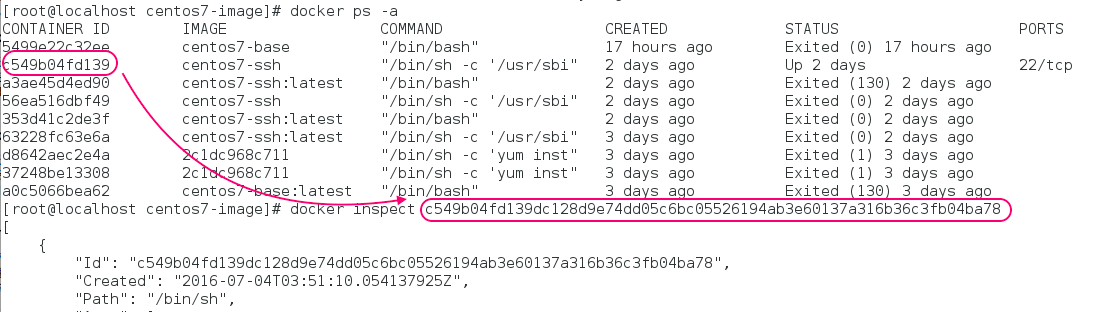 [root@localhost centos7-image]# docker ps -a
CONTAINER ID IMAGE COMMAND CREATED STATUS PORTS
5499e22c32ee centos7-base "/bin/bash" 17 hours ago Exited (0) 17 hours ago
c549b04fd139 centos7-ssh "/bin/sh -c '/usr/sbi" 2 days ago Up 2 days 22/tcp
a3ae45d4ed90 centos7-ssh:latest "/bin/bash" 2 days ago Exited (130) 2 days ago
56ea516dbf49 centos7-ssh "/bin/sh -c '/usr/sbi" 2 days ago Exited (0) 2 days ago
353d41c2de3f centos7-ssh:latest "/bin/bash" 2 days ago Exited (0) 2 days ago
63228fc63e6a centos7-ssh:latest "/bin/sh -c '/usr/sbi" 3 days ago Exited (0) 2 days ago
d8642aec2e4a 2c1dc968c711 "/bin/sh -c 'yum inst" 3 days ago Exited (1) 3 days ago
37248be13308 2c1dc968c711 "/bin/sh -c 'yum inst" 3 days ago Exited (1) 3 days ago
a0c5066bea62 centos7-base:latest "/bin/bash" 3 days ago Exited (130) 3 days ago
[root@localhost centos7-image]# docker inspect c549b04fd139dc128d9e74dd05c6bc05526194ab3e60137a316b36c3fb04ba78
[
{
"Id": "c549b04fd139dc128d9e74dd05c6bc05526194ab3e60137a316b36c3fb04ba78",
"Created": "2016-07-04T03:51:10.054137925Z",
"Path": "/bin/sh",